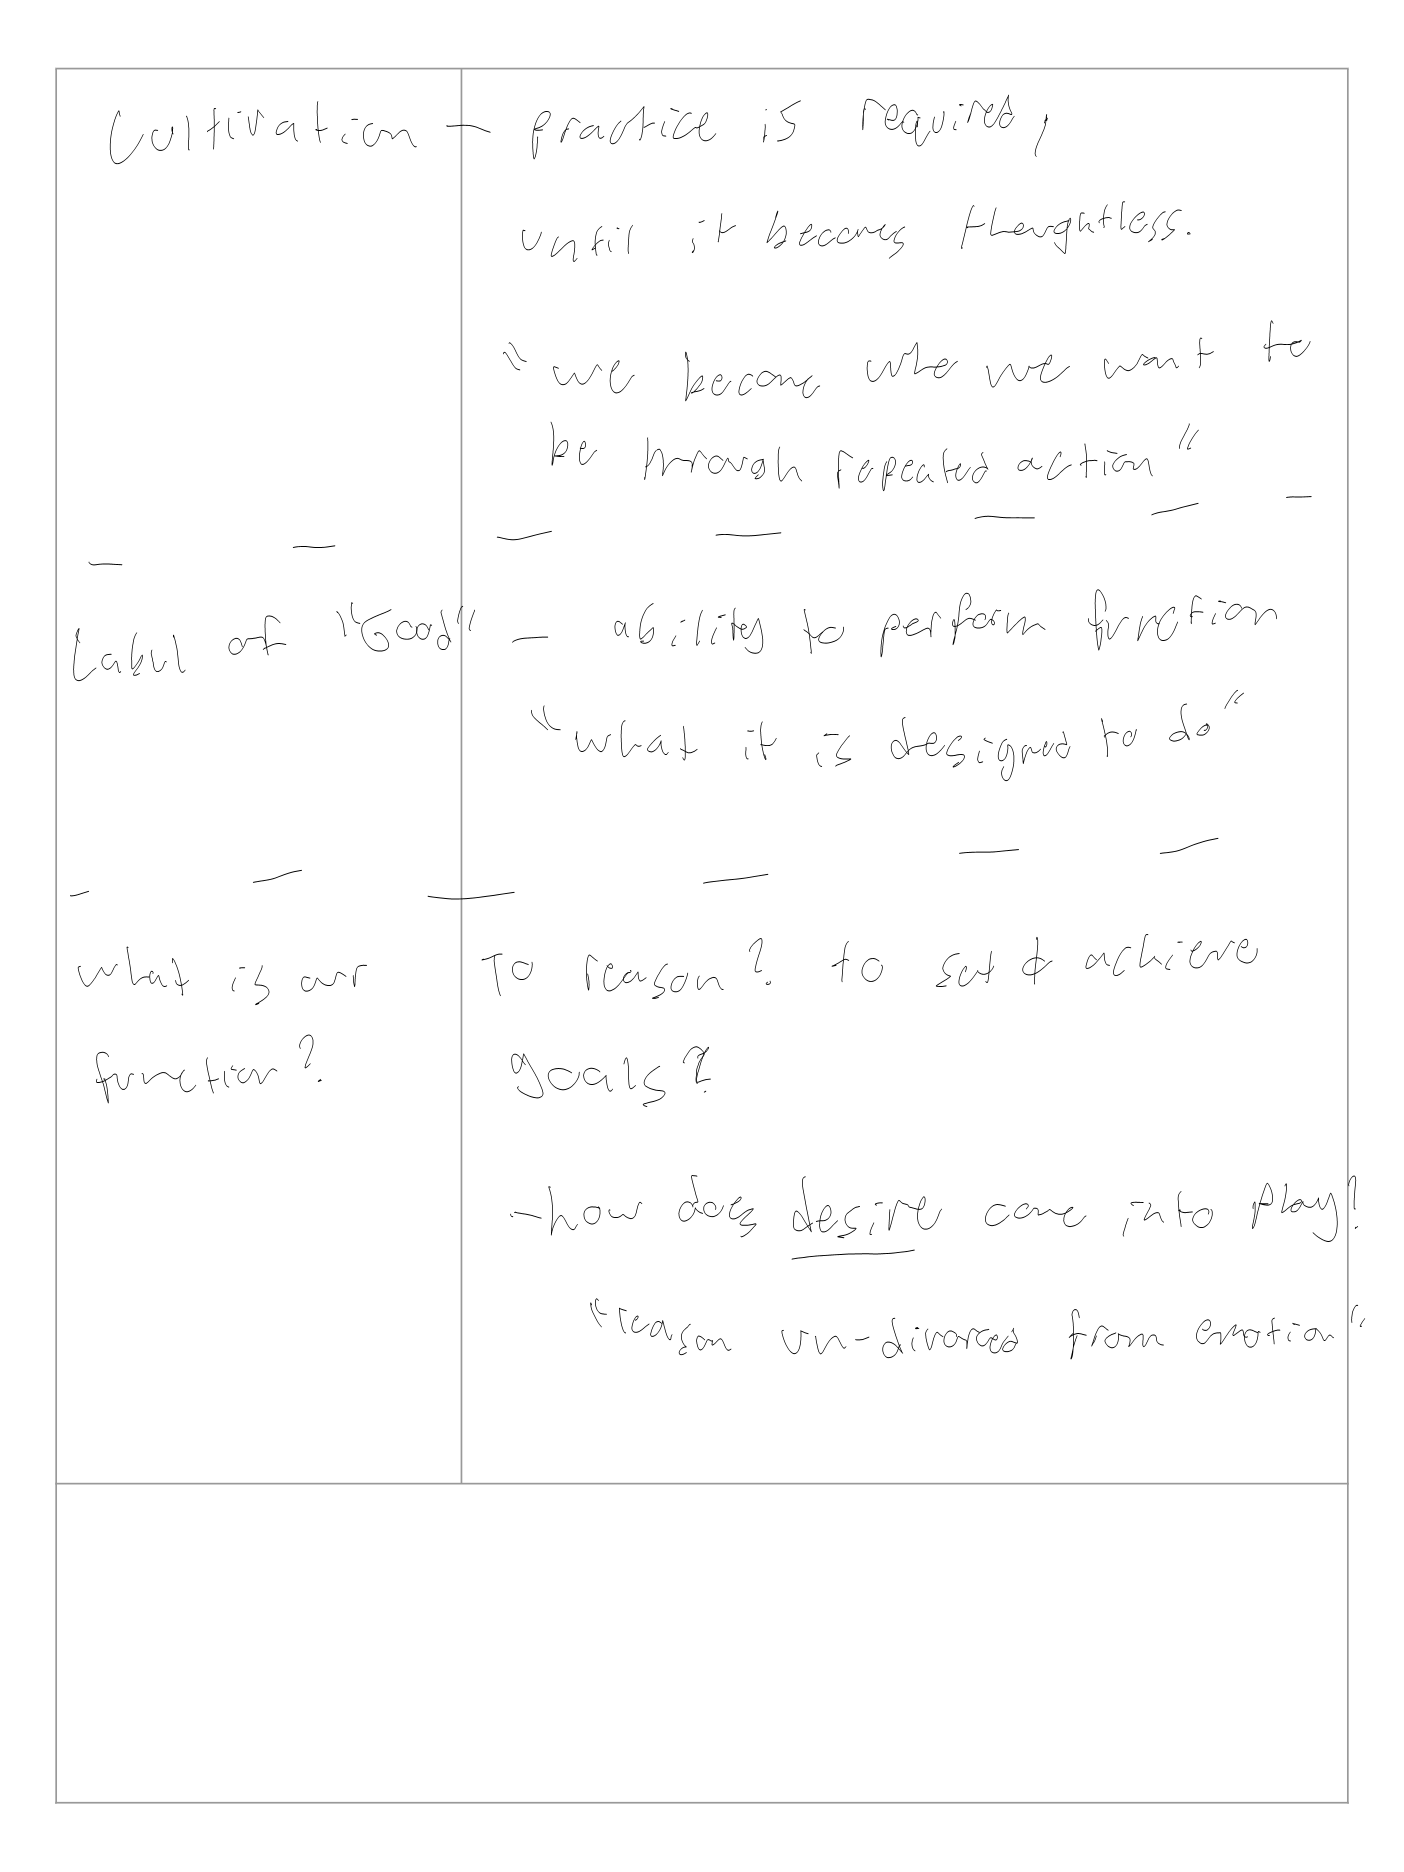 Cultivation — practice is required,
until it becomes thoughtless.
"we become who we want to
be through repeated action"
Label of "Good" — ability to perform function
"what it is designed to do"
what is our
function?
To reason? to set & achieve
goals?
- how does desire come into play?
"reason un-divorced from emotion"